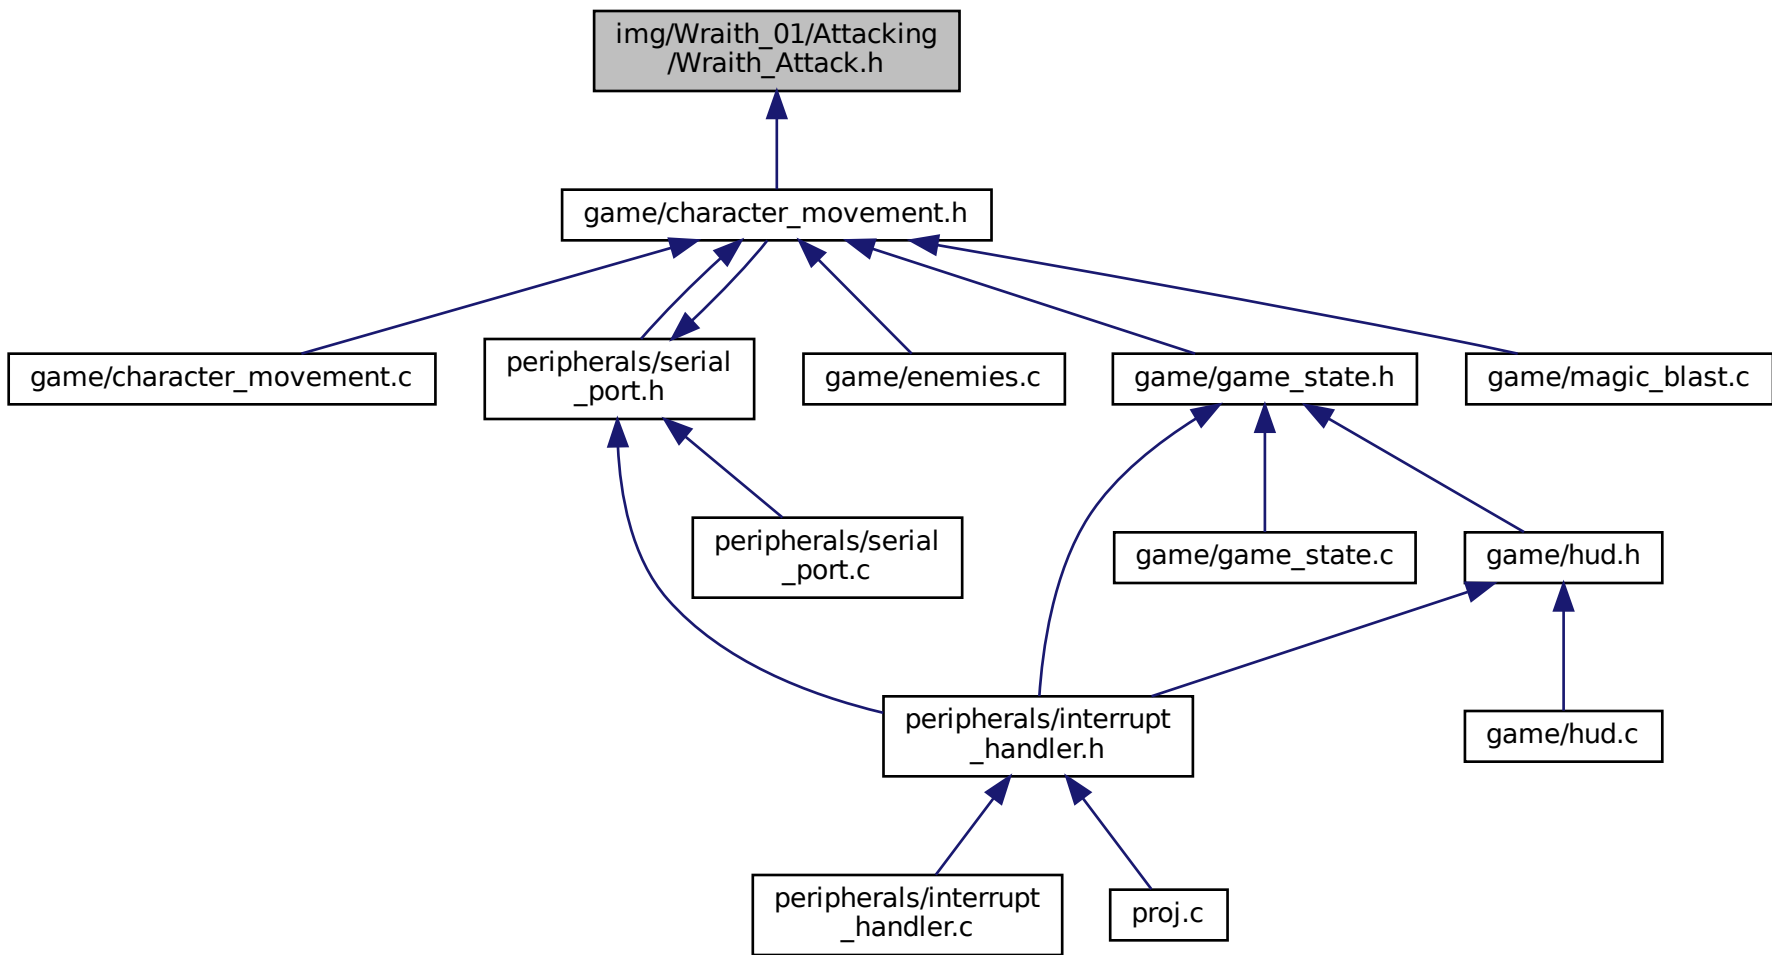 img/Wraith_01/Attacking
/Wraith_Attack.h
game/character_movement.h
game/character_movement.c
peripherals/serial
_port.h
game/enemies.c
game/game_state.h
game/magic_blast.c
peripherals/serial
_port.c
game/game_state.c
game/hud.h
peripherals/interrupt
_handler.h
game/hud.c
peripherals/interrupt
_handler.c
proj.c